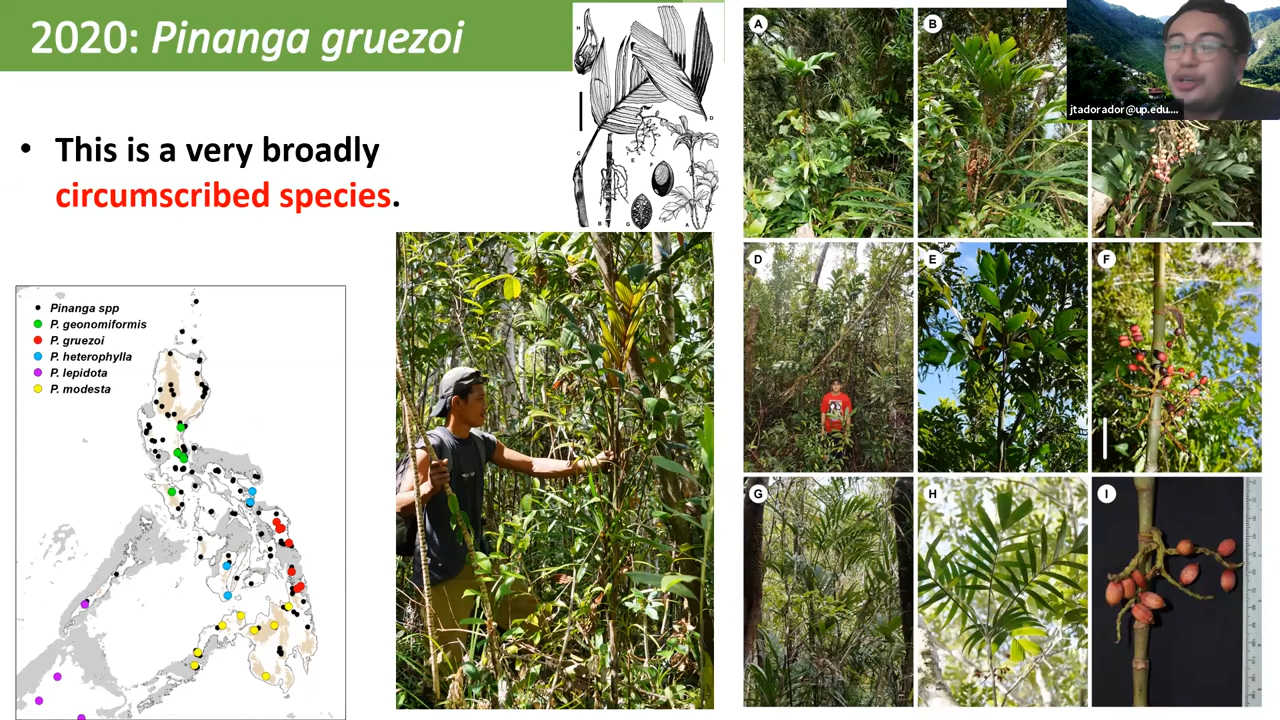 2020: Pinanga gruezoi
• This is a very broadly
circumscribed species.
Pinanga spp
P. geonomiformis
P. gruezoi
P. heterophylla
P. lepidota
P. modesta
H
D
C
E
F
B
G
A
A
B
D
E
F
G
H
I
jtadorador@up.edu....